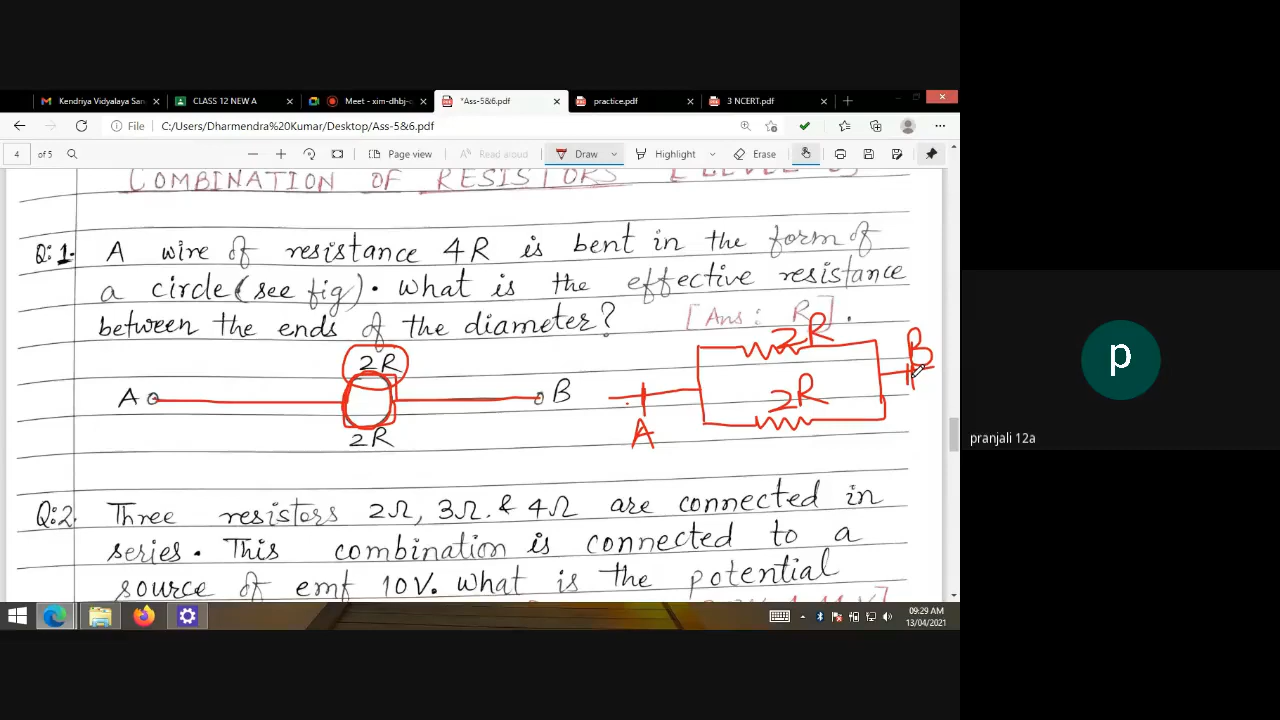 Kendriya Vidyalaya San
CLASS 12 NEW A
Meet - xim-dhbj-c
*Ass-5&6.pdf
practice.pdf
3 NCERT.pdf
File
C:/Users/Dharmendra%20Kumar/Desktop/Ass-5&6.pdf
4 of 5
Page view
Read aloud
Draw
Highlight
Erase
COMBINATION OF RESISTORS
Q:1. A wire of resistance 4R is bent in the form of
a circle (see fig). What is the effective resistance
between the ends of the diameter? [Ans: R].
2R
A
B
2R
2R
2R
A
B
Q:2. Three resistors 2Ω, 3Ω & 4Ω are connected in
series. This combination is connected to a
source of emf 10V. What is the potential
p
pranjali 12a
09:29 AM
13/04/2021